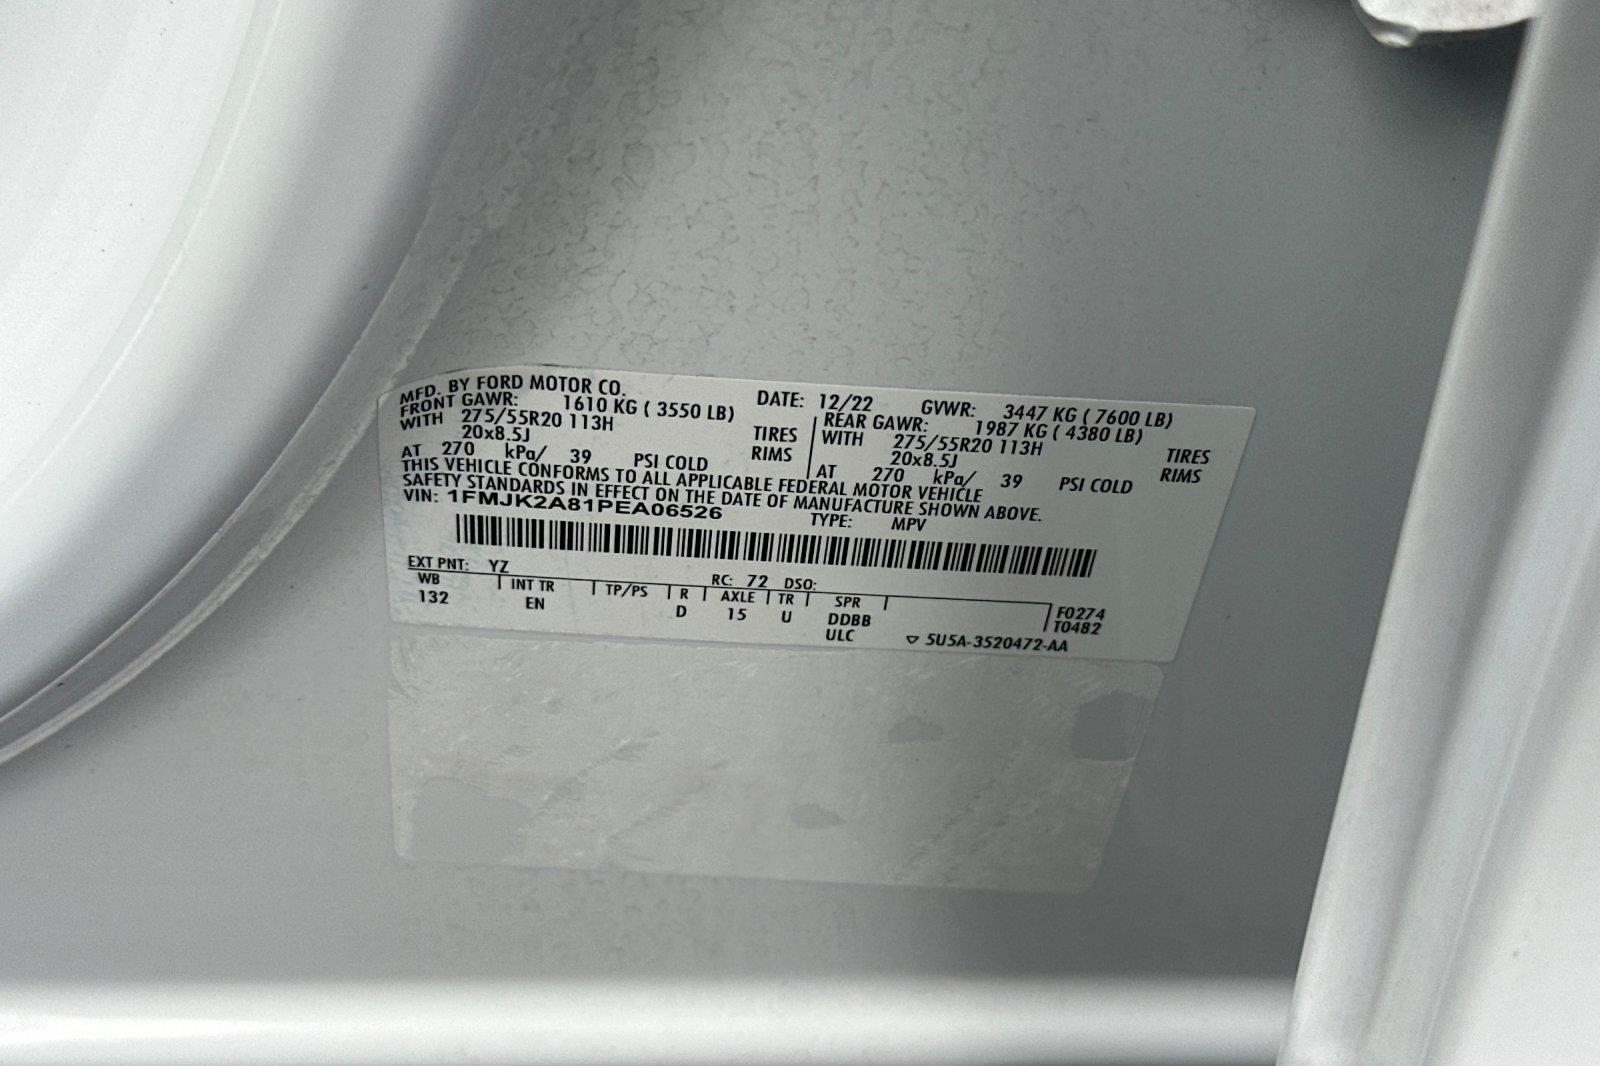 MFD. BY FORD MOTOR CO. DATE: 12/22 GVWR: 3447 KG ( 7600 LB)
FRONT GAWR: 1610 KG ( 3550 LB) REAR GAWR: 1987 KG ( 4380 LB)
WITH 275/55R20 113H TIRES WITH 275/55R20 113H TIRES
20x8.5J RIMS 20x8.5J RIMS
AT 270 kPa/ 39 PSI COLD AT 270 kPa/ 39 PSI COLD
THIS VEHICLE CONFORMS TO ALL APPLICABLE FEDERAL MOTOR VEHICLE
SAFETY STANDARDS IN EFFECT ON THE DATE OF MANUFACTURE SHOWN ABOVE.
VIN: 1FMJK2A81PEA06526 TYPE: MPV
EXT PNT: YZ RC: 72 DSO:
WB INT TR TP/PS R AXLE TR SPR F0274
132 EN D 15 U DDBB T0482
ULC ▽ 5U5A-3520472-AA